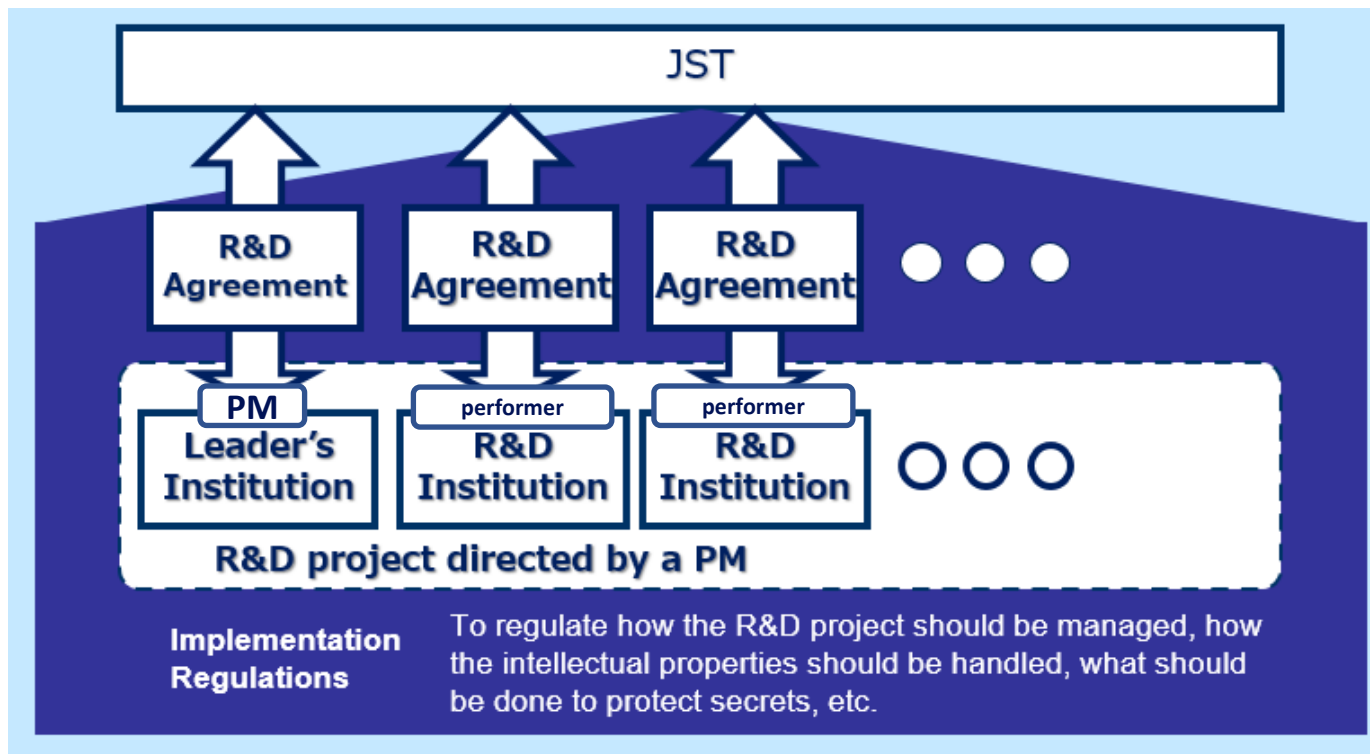 JST
R&D
Agreement
R&D
Agreement
R&D
Agreement
PM
Leader’s
Institution
performer
R&D
Institution
performer
R&D
Institution
R&D project directed by a PM
Implementation
Regulations
To regulate how the R&D project should be managed, how
the intellectual properties should be handled, what should
be done to protect secrets, etc.